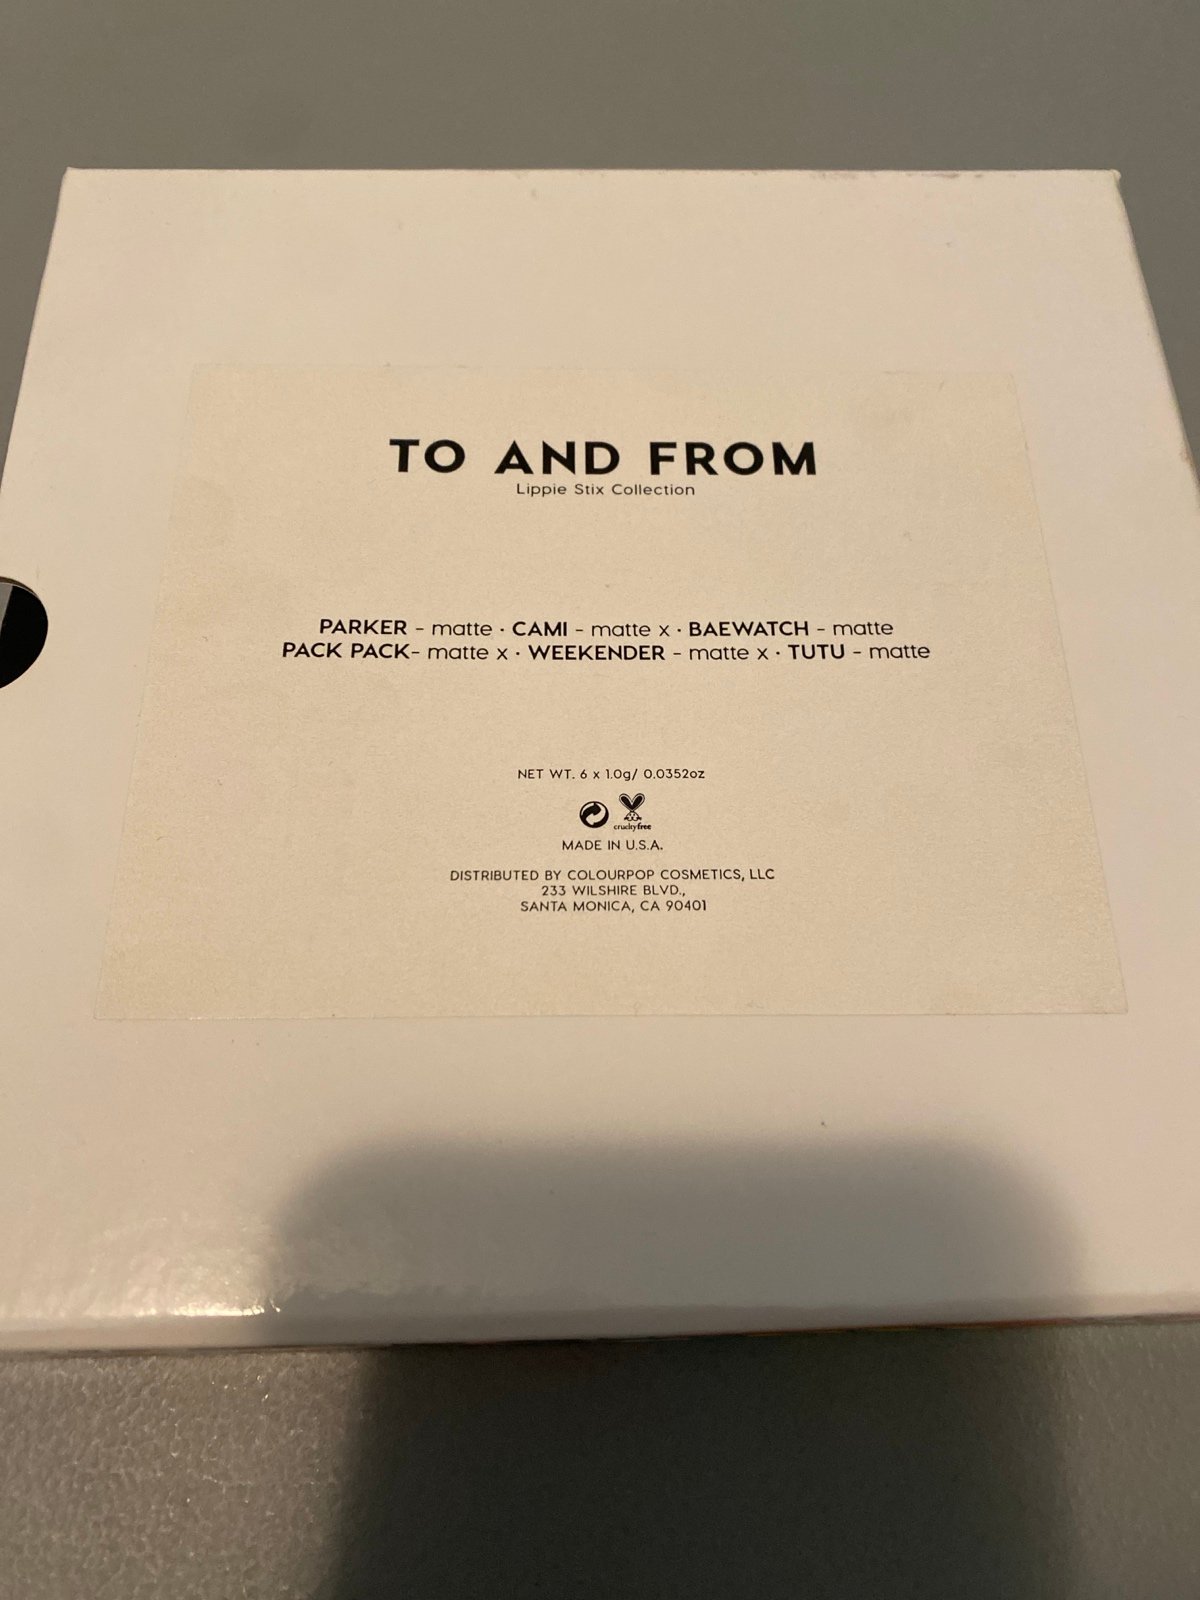 TO AND FROM
Lippie Stix Collection
PARKER - matte · CAMI - matte x · BAEWATCH - matte
PACK PACK- matte x · WEEKENDER - matte x · TUTU - matte
NET WT. 6 x 1.0g/ 0.0352oz
crueltyfree
MADE IN U.S.A.
DISTRIBUTED BY COLOURPOP COSMETICS, LLC
233 WILSHIRE BLVD.,
SANTA MONICA, CA 90401